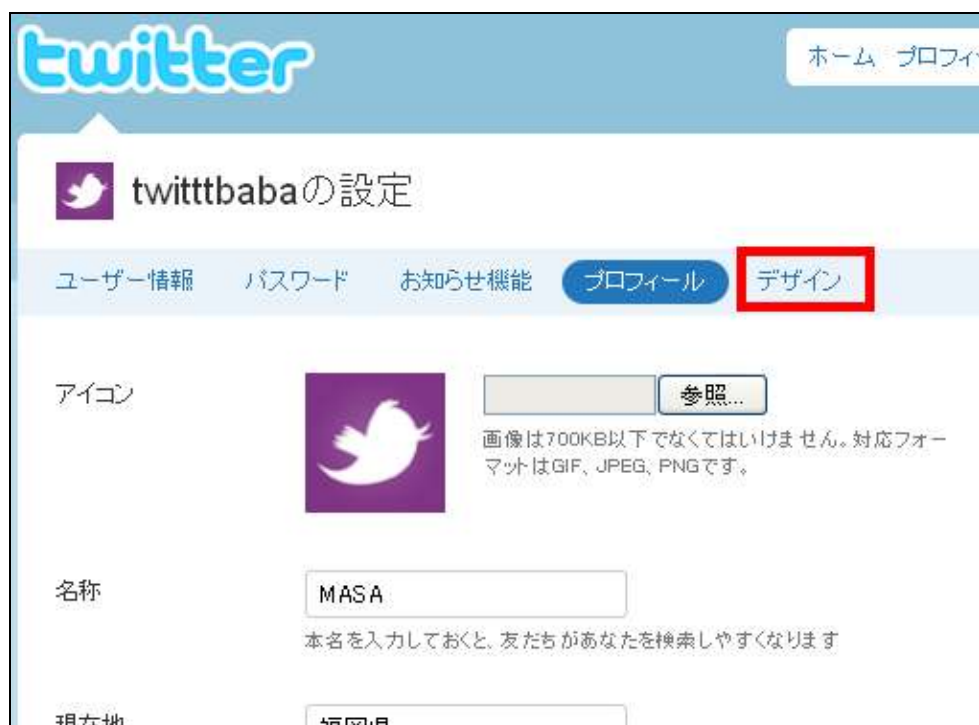 twitter
ホーム プロフィ
twitttbabaの設定
ユーザー情報 パスワード お知らせ機能 プロフィール デザイン
アイコン
参照...
画像は700KB以下でなくてはいけません。対応フォー
マットはGIF、JPEG、PNGです。
名称
MASA
本名を入力しておくと、友だちがあなたを検索しやすくなります
現在地
福岡県